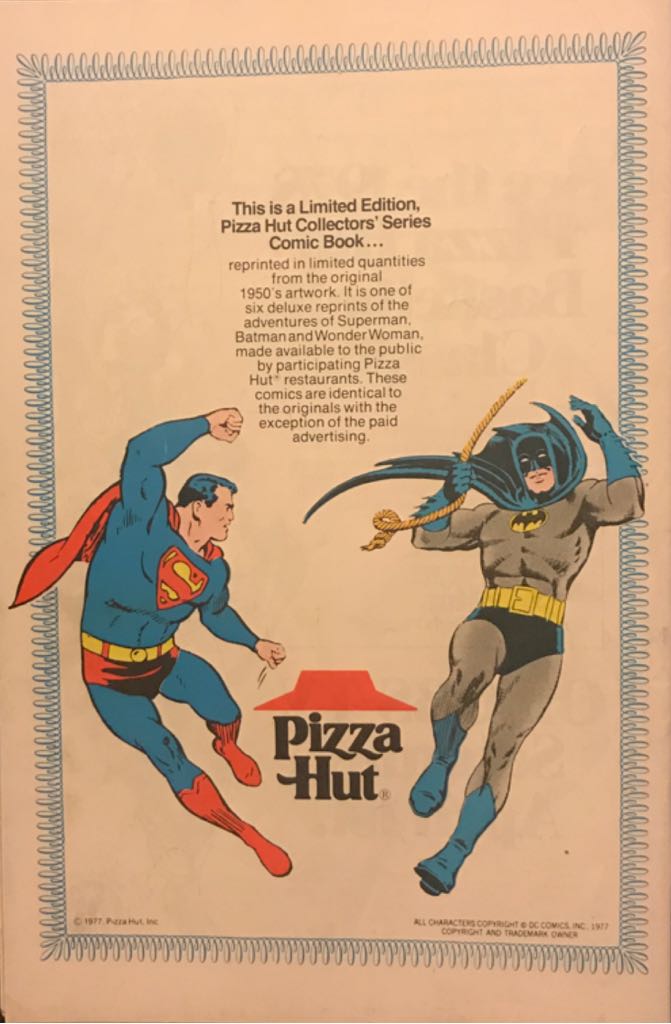 This is a Limited Edition,
Pizza Hut Collectors' Series
Comic Book...
reprinted in limited quantities
from the original
1950's artwork. It is one of
six deluxe reprints of the
adventures of Superman,
Batman and Wonder Woman,
made available to the public
by participating Pizza
Hut® restaurants. These
comics are identical to
the originals with the
exception of the paid
advertising.
S
Pizza
Hut®
© 1977, Pizza Hut, Inc.
ALL CHARACTERS COPYRIGHT © DC COMICS, INC. 1977
COPYRIGHT AND TRADEMARK OWNER